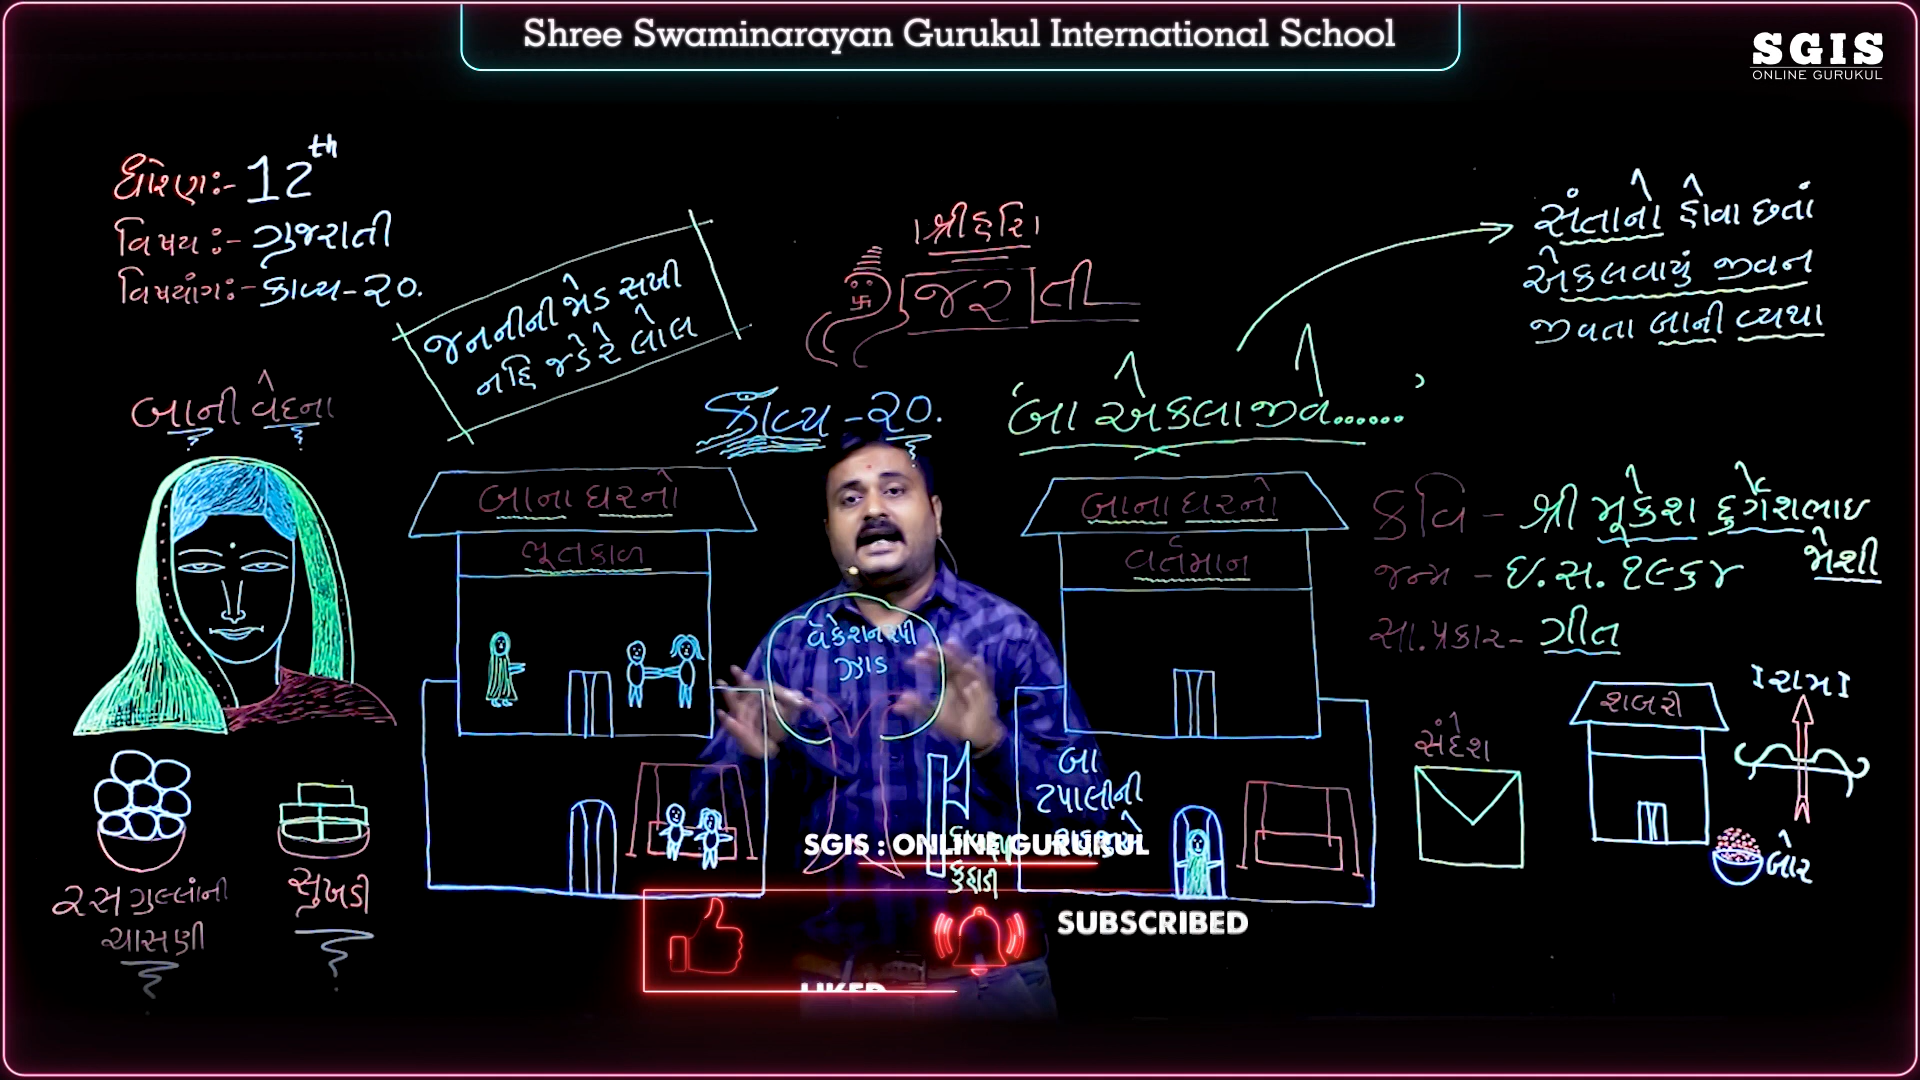 Shree Swaminarayan Gurukul International School
SGIS
ONLINE GURUKUL
ધોરણઃ- 12th
વિષયઃ- ગુજરાતી
વિષયાંગઃ- કાવ્ય-૨૦.
જનનીની જોડ સખી
નહિ જડે રે લોલ
શ્રી હરિ
જરાતી
સંતાનો હોવા છતાં
એકલવાયું જીવન
જીવતા બાની વ્યથા
કાવ્ય-૨૦.
'બા એકલા જીવે......'
બાની વેદના
બાના ઘરનો
ભૂતકાળ
વેકેશનરૂપી
ઝાડ
બાના ઘરનો
વર્તમાન
કવિ - શ્રી મૂકેશ દુર્ગેશભાઇ
જોશી
જન્મ - ઇ.સ. ૧૯૬૪
સા.પ્રકાર- ગીત
રસગુલ્લાંની
ચાસણી
સુખડી
બા
ટપાલીની
કુહાડી
સંદેશ
શબરી
રામ
બોર
SGIS : ONLINE GURUKUL
SUBSCRIBED
LIKED